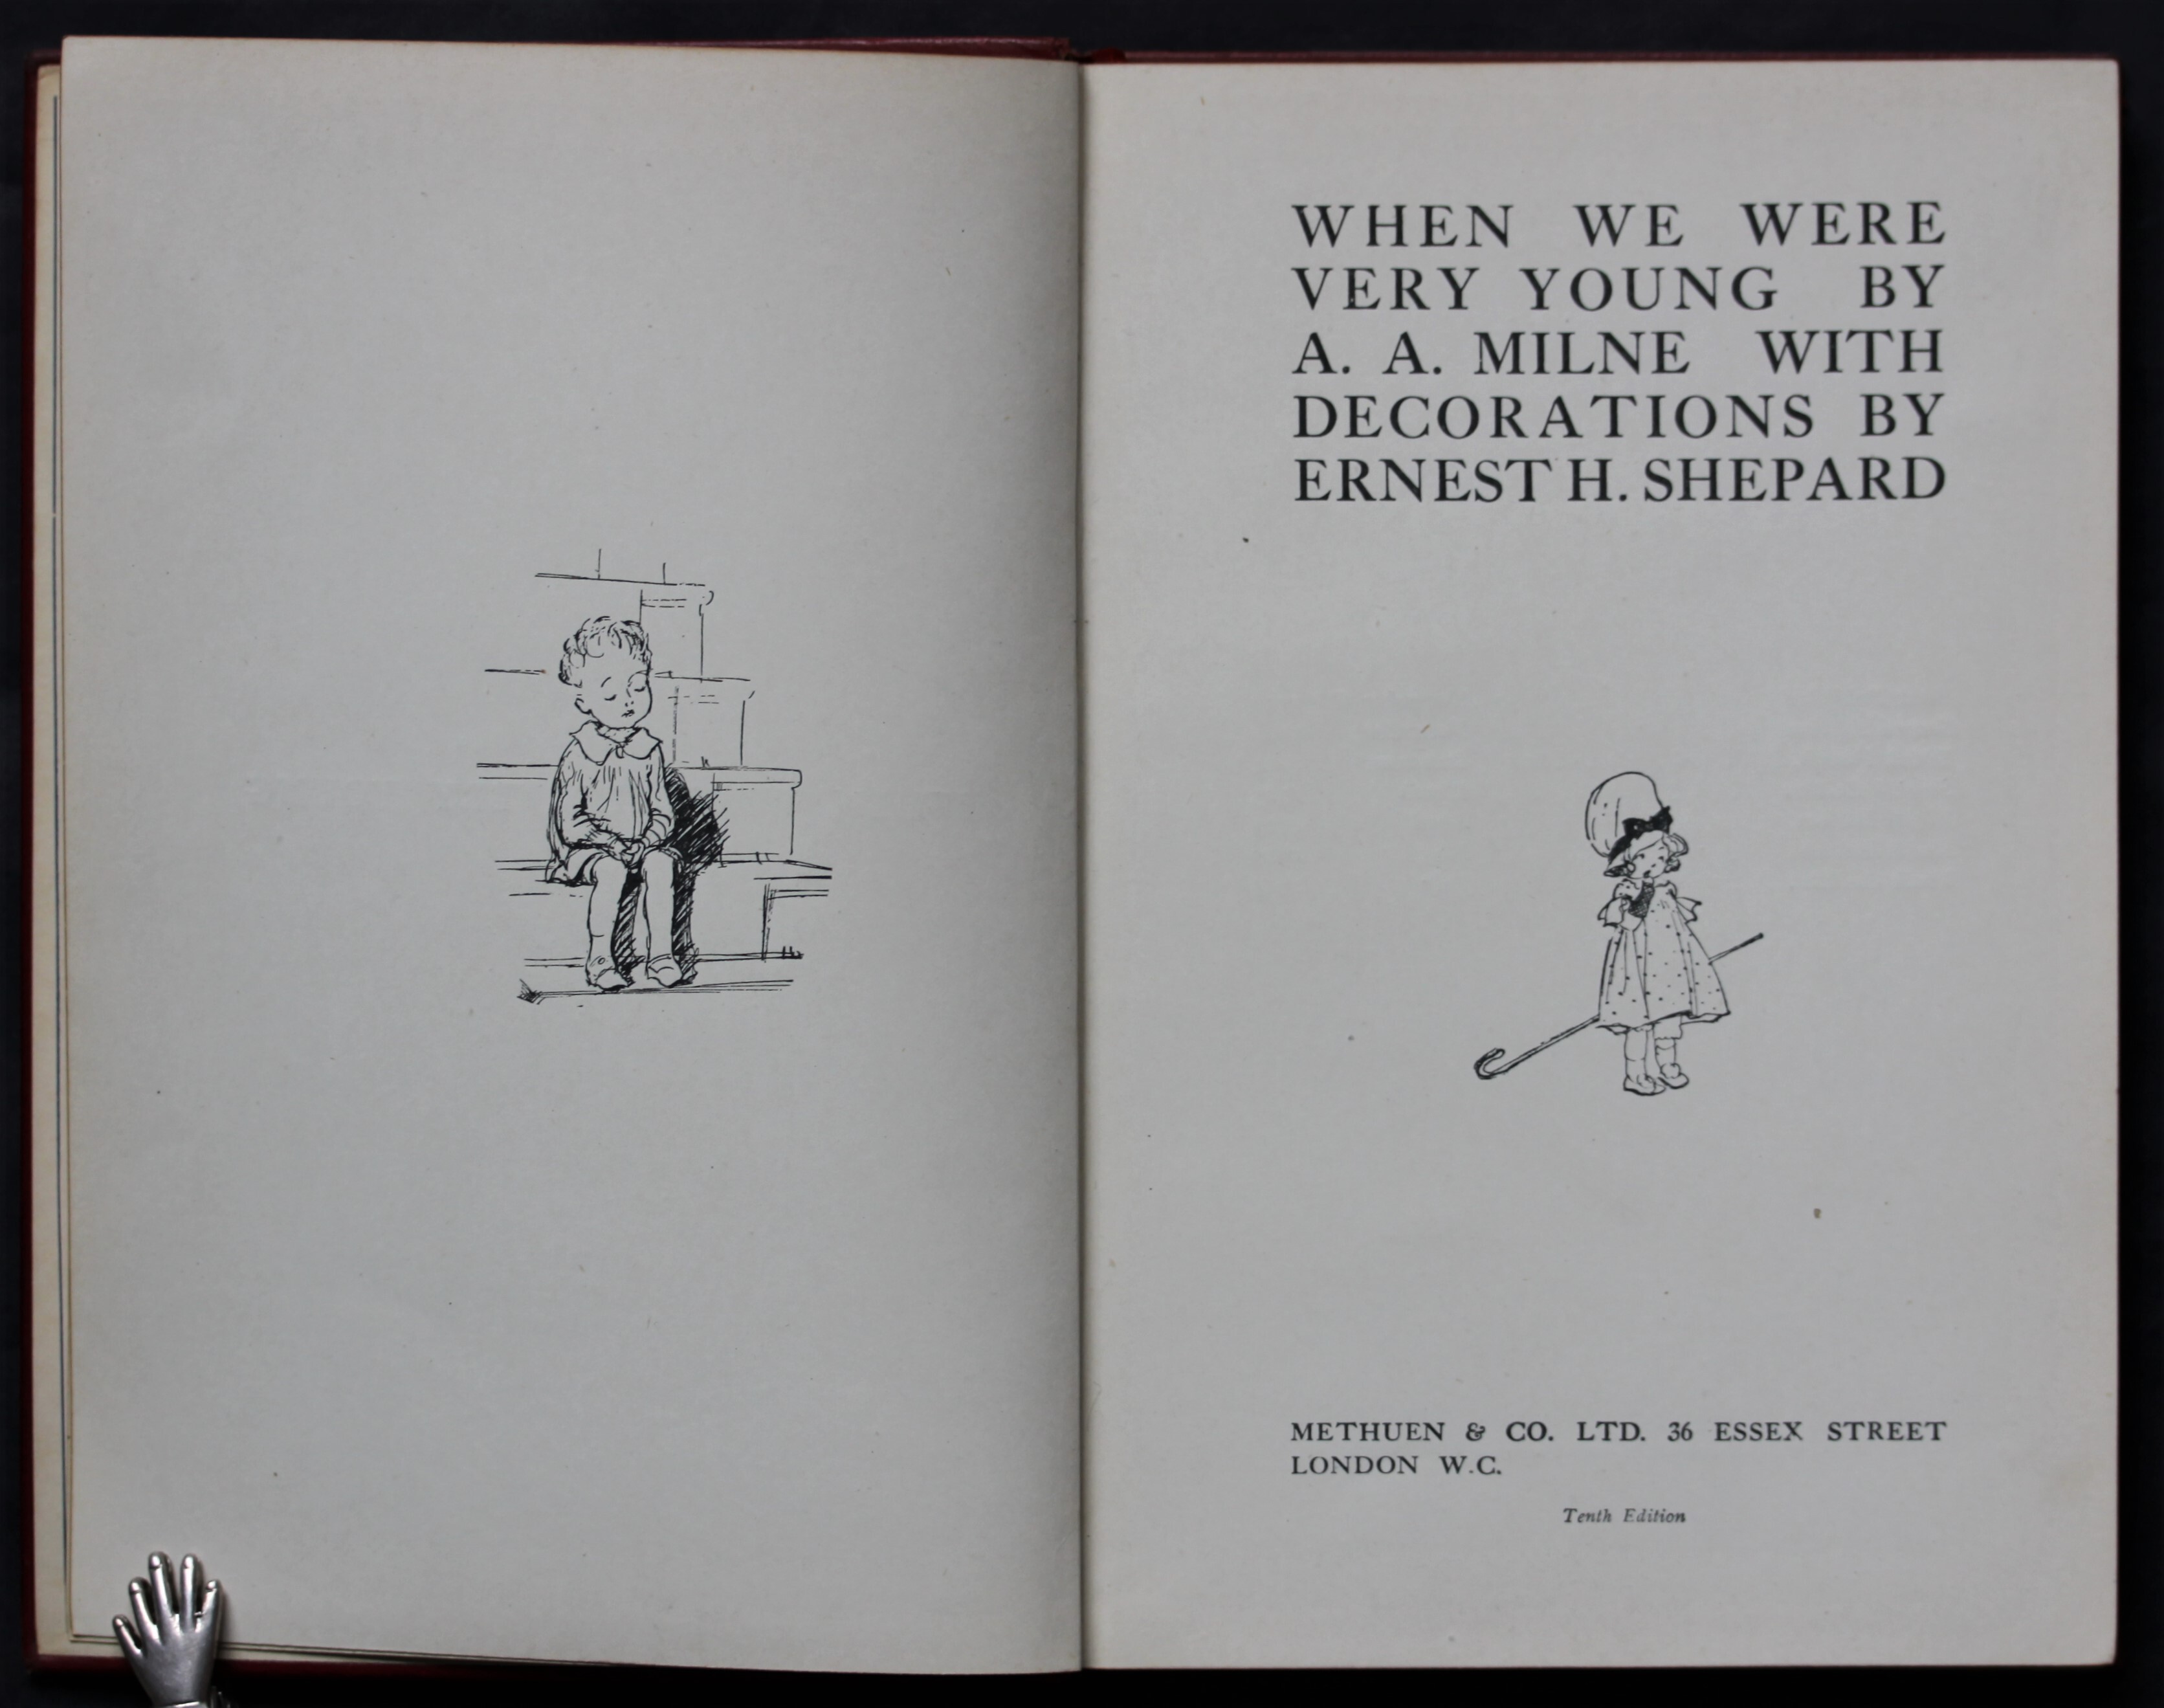 WHEN WE WERE
VERY YOUNG BY
A. A. MILNE WITH
DECORATIONS BY
ERNEST H. SHEPARD
METHUEN & CO. LTD. 36 ESSEX STREET
LONDON W.C.
Tenth Edition